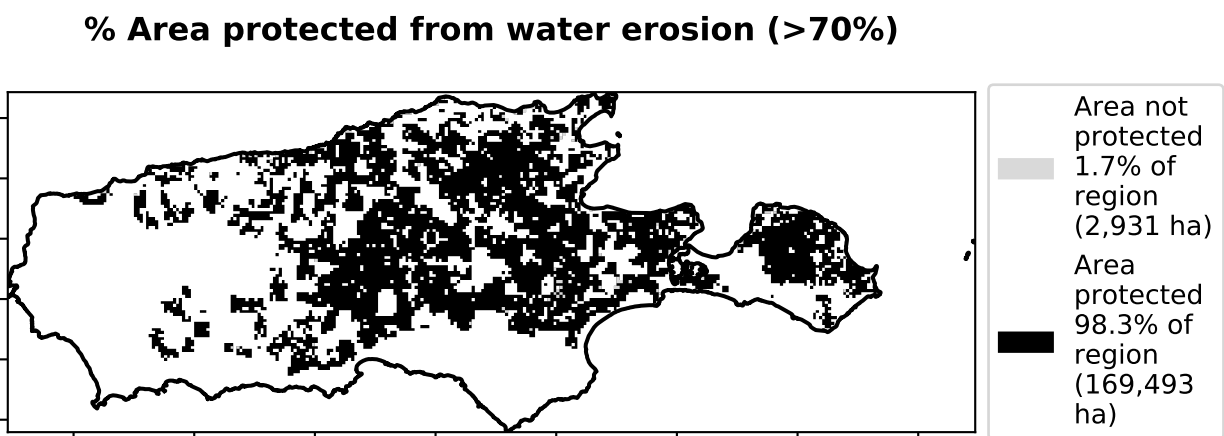 % Area protected from water erosion (>70%)
Area not
protected
1.7% of
region
(2,931 ha)
Area
protected
98.3% of
region
(169,493
ha)